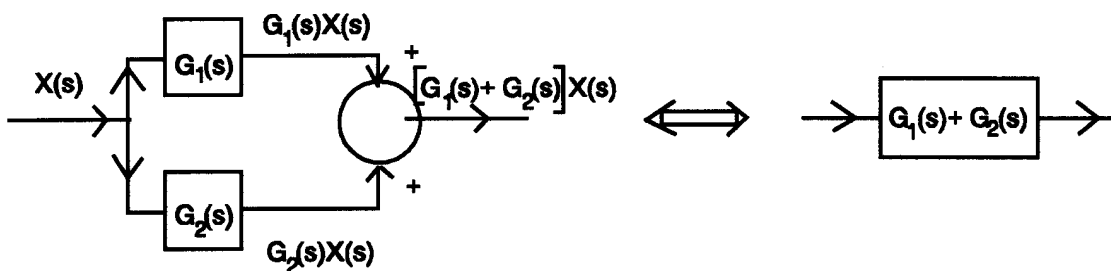 G₁(s)X(s)
+
G₁(s)
X(s)
[G₁(s)+ G₂(s)]X(s)
G₁(s)+ G₂(s)
+
G₂(s)
G₂(s)X(s)